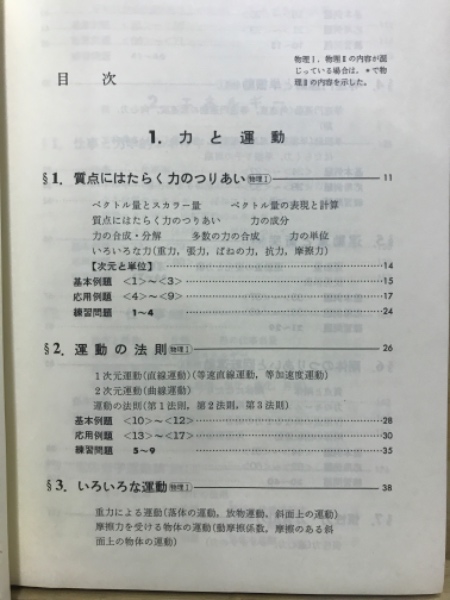 物理Ⅰ，物理Ⅱの内容が混
じっている場合は，＊で物
理Ⅱの内容を示した。
目　次
1. 力と運動
§1. 質点にはたらく力のつりあい 物理Ⅰ 11
ベクトル量とスカラー量　ベクトルの表現と計算
質点にはたらく力のつりあい　力の成分
力の合成・分解　多数の力の合成　力の単位
いろいろな力(重力，張力，ばねの力，抗力，摩擦力)
【次元と単位】 ……14
基本例題　<1>～<3> ……15
応用例題　<4>～<9> ……17
練習問題　1～4 ……24
§2. 運動の法則 物理Ⅰ 26
1次元運動(直線運動)(等速直線運動，等加速度運動)
2次元運動(曲線運動)
運動の法則(第1法則，第2法則，第3法則)
基本例題　<10>～<12> ……28
応用例題　<13>～<17> ……30
練習問題　5～9 ……35
§3. いろいろな運動 物理Ⅰ 38
重力による運動(落体の運動，放物運動，斜面上の運動)
摩擦力を受ける物体の運動(動摩擦係数，摩擦のある斜
面上の物体の運動)